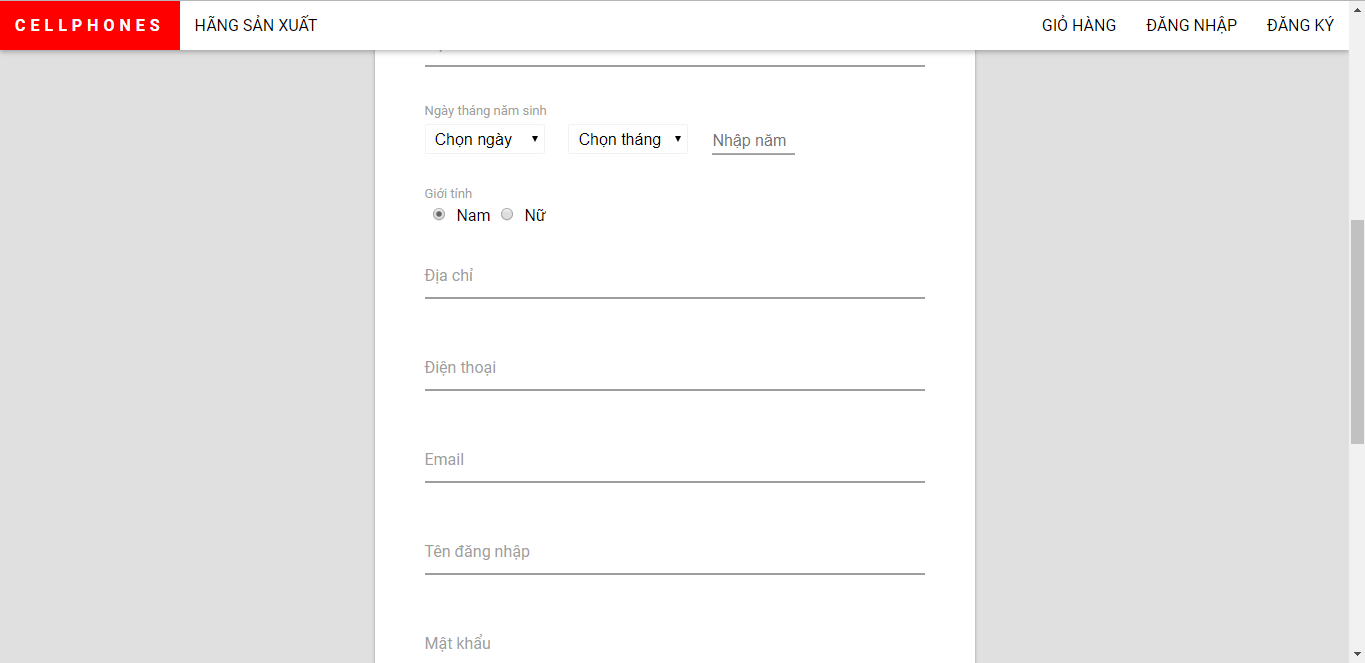 CELLPHONES HÃNG SẢN XUẤT GIỎ HÀNG ĐĂNG NHẬP ĐĂNG KÝ
Ngày tháng năm sinh
Chọn ngày Chọn tháng Nhập năm
Giới tính
Nam Nữ
Địa chỉ
Điện thoại
Email
Tên đăng nhập
Mật khẩu